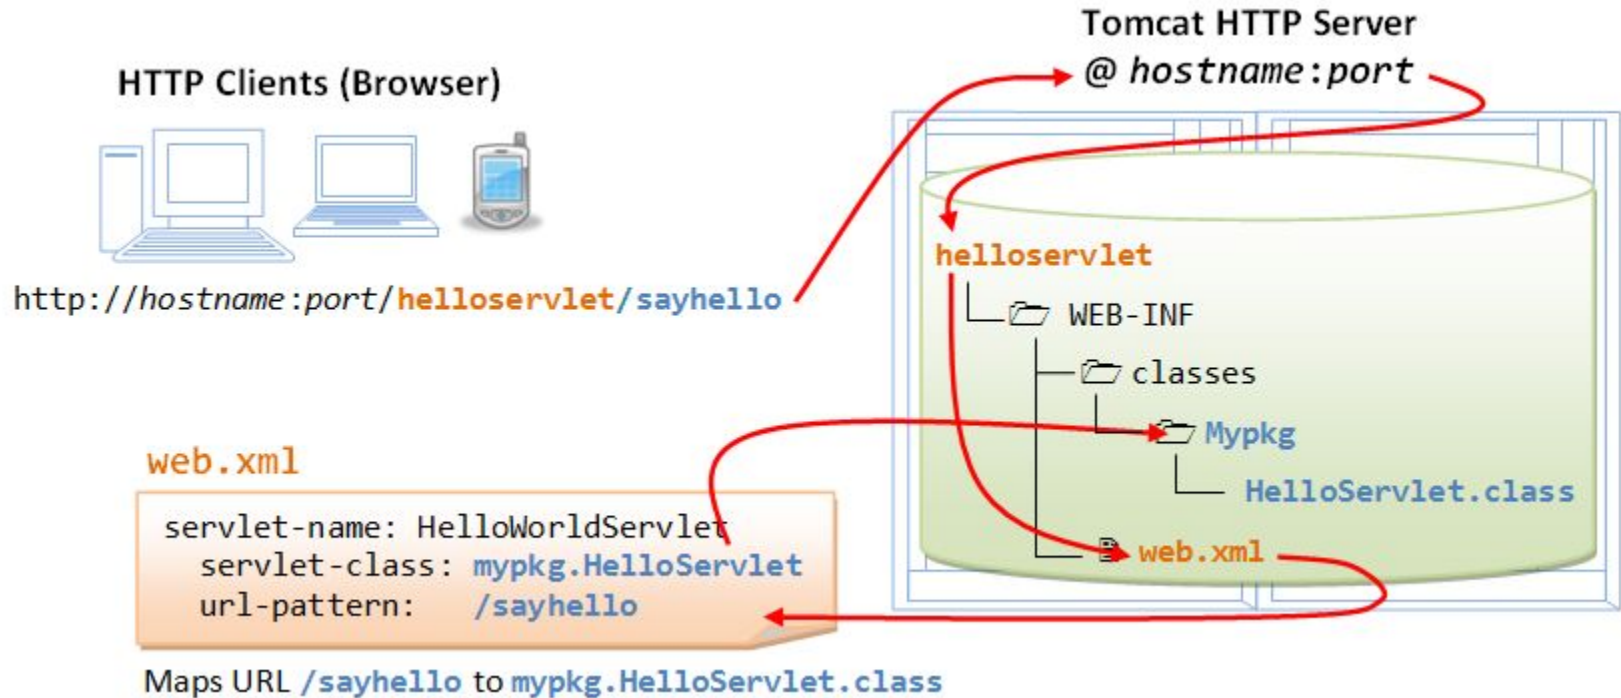 HTTP Clients (Browser)
http://hostname:port/helloservlet/sayhello
Tomcat HTTP Server
@ hostname:port
helloservlet
WEB-INF
classes
Mypkg
HelloServlet.class
web.xml
web.xml
servlet-name: HelloWorldServlet
servlet-class: mypkg.HelloServlet
url-pattern: /sayhello
Maps URL /sayhello to mypkg.HelloServlet.class